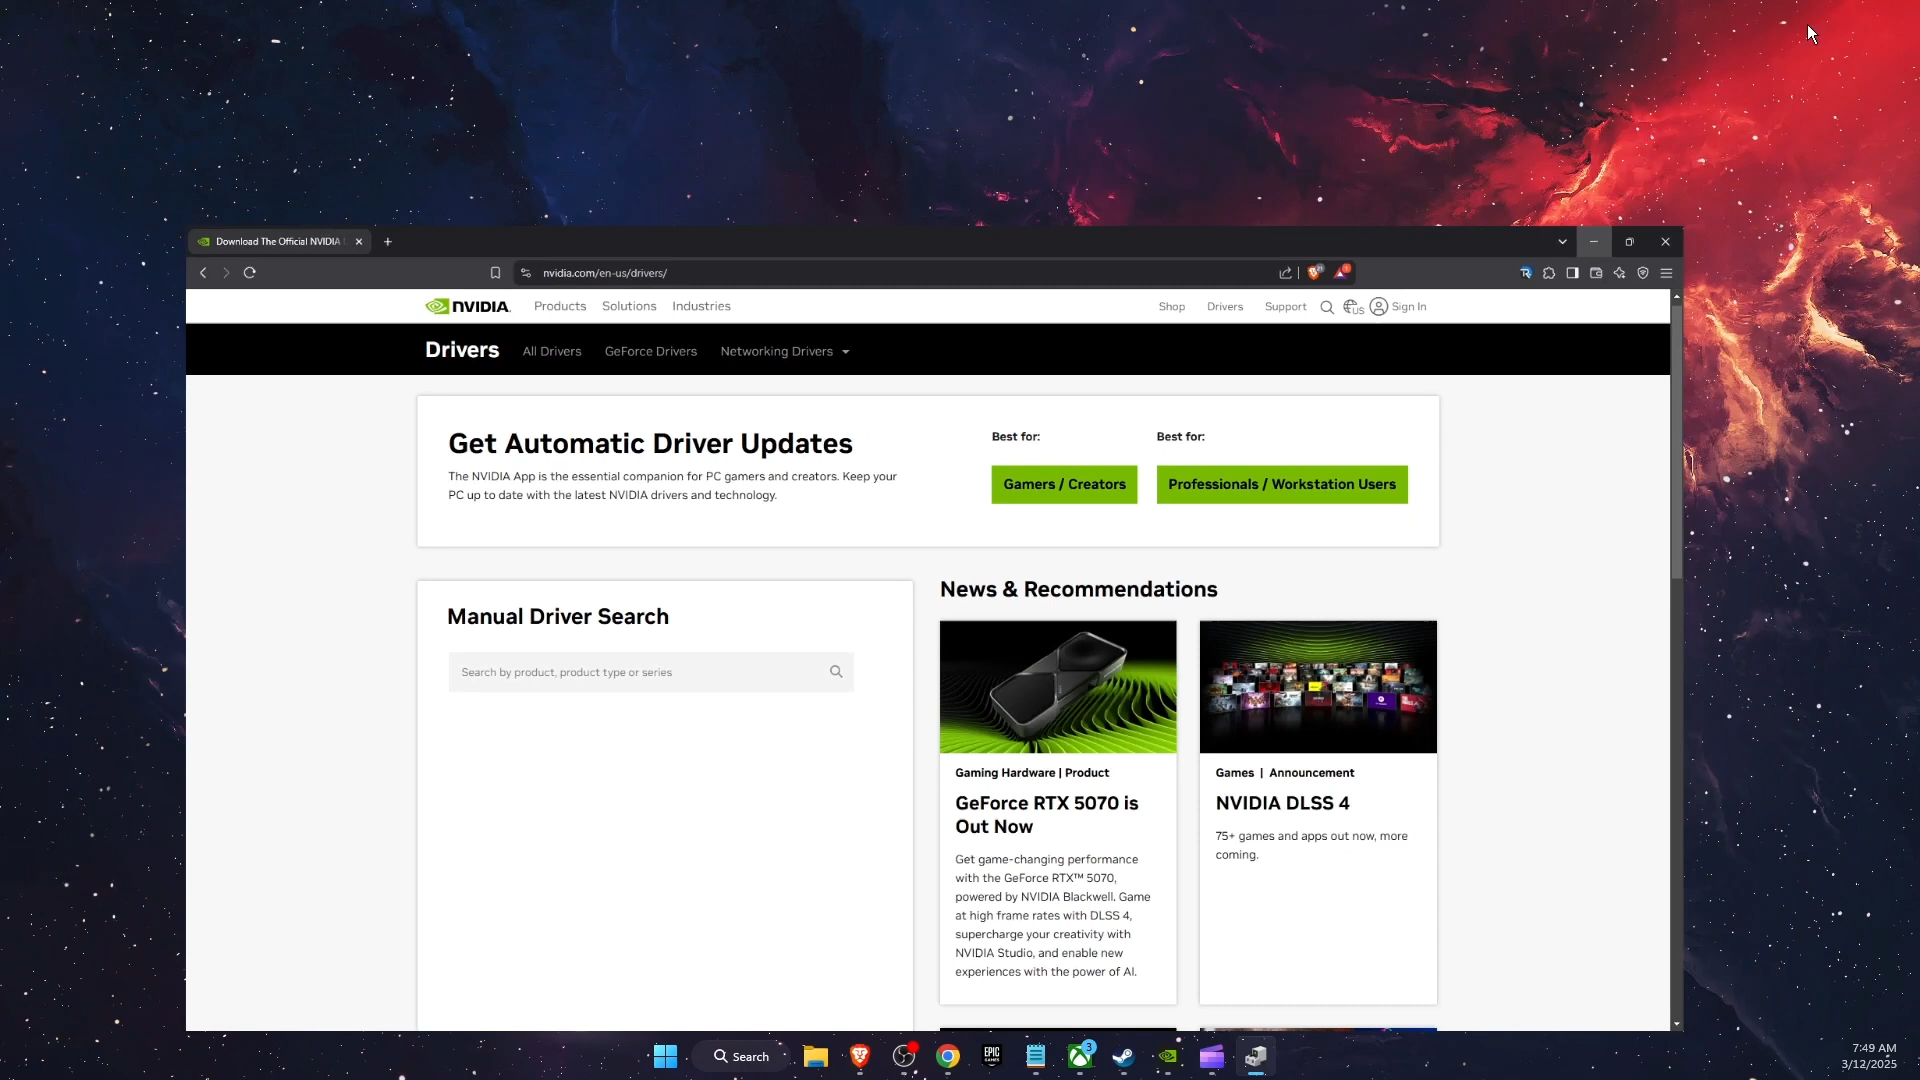 Download The Official NVIDIA
nvidia.com/en-us/drivers/
NVIDIA.
Products
Solutions
Industries
Shop
Drivers
Support
US
Sign In
Drivers
All Drivers
GeForce Drivers
Networking Drivers
Get Automatic Driver Updates
The NVIDIA App is the essential companion for PC gamers and creators. Keep your
PC up to date with the latest NVIDIA drivers and technology.
Best for:
Gamers / Creators
Best for:
Professionals / Workstation Users
Manual Driver Search
Search by product, product type or series
News & Recommendations
Gaming Hardware | Product
GeForce RTX 5070 is
Out Now
Get game-changing performance
with the GeForce RTX™ 5070,
powered by NVIDIA Blackwell. Game
at high frame rates with DLSS 4,
supercharge your creativity with
NVIDIA Studio, and enable new
experiences with the power of AI.
Games | Announcement
NVIDIA DLSS 4
75+ games and apps out now, more
coming.
Search
EPIC
GAMES
3
7:49 AM
3/12/2025